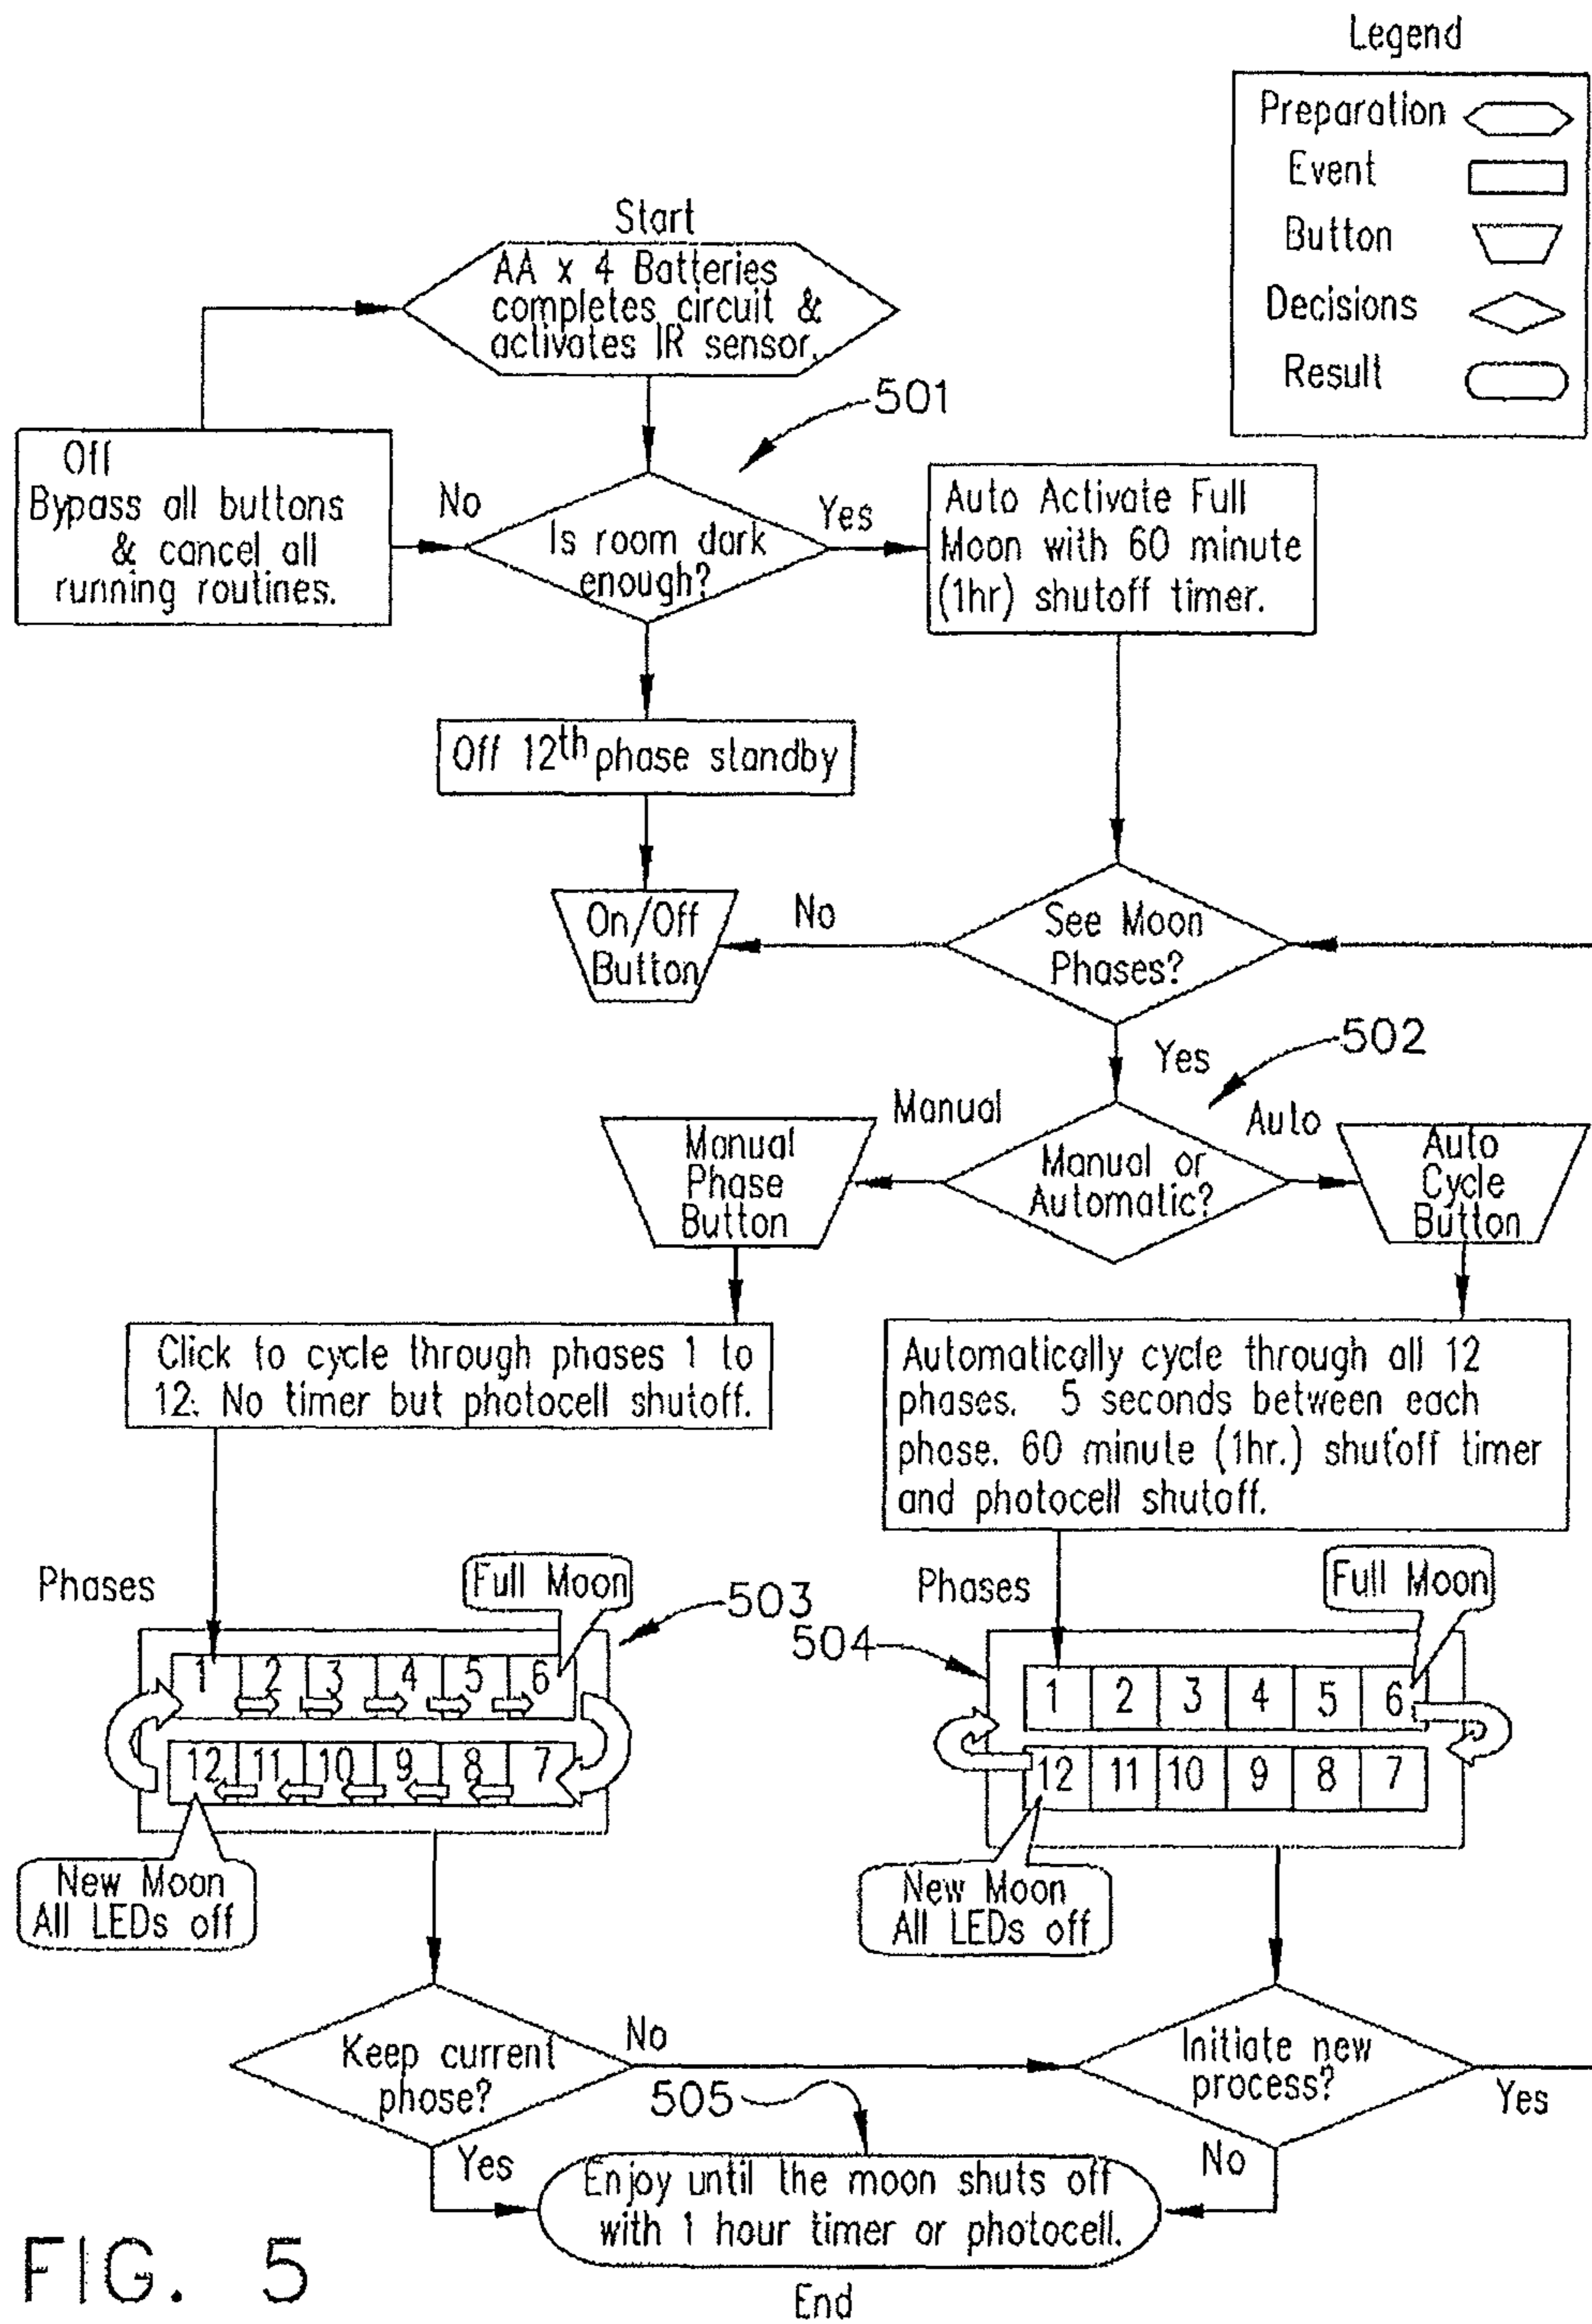 Legend
Preparation
Event
Button
Decisions
Result
Start
AA x 4 Batteries
completes circuit &
activates IR sensor.
501
Off
Bypass all buttons
& cancel all
running routines.
No
Is room dark
enough?
Yes
Auto Activate Full
Moon with 60 minute
(1hr) shutoff timer.
Off 12th phase standby
On/Off
Button
No
See Moon
Phases?
Yes
502
Manual
Manual
Phase
Button
Manual or
Automatic?
Auto
Auto
Cycle
Button
Click to cycle through phases 1 to
12. No timer but photocell shutoff.
Automatically cycle through all 12
phases. 5 seconds between each
phase. 60 minute (1hr.) shutoff timer
and photocell shutoff.
Phases
Full Moon
503
1 2 3 4 5 6
12 11 10 9 8 7
New Moon
All LEDs off
Phases
Full Moon
504
1 2 3 4 5 6
12 11 10 9 8 7
New Moon
All LEDs off
Keep current
phase?
No
Yes
Initiate new
process?
Yes
No
505
Enjoy until the moon shuts off
with 1 hour timer or photocell.
End
FIG. 5